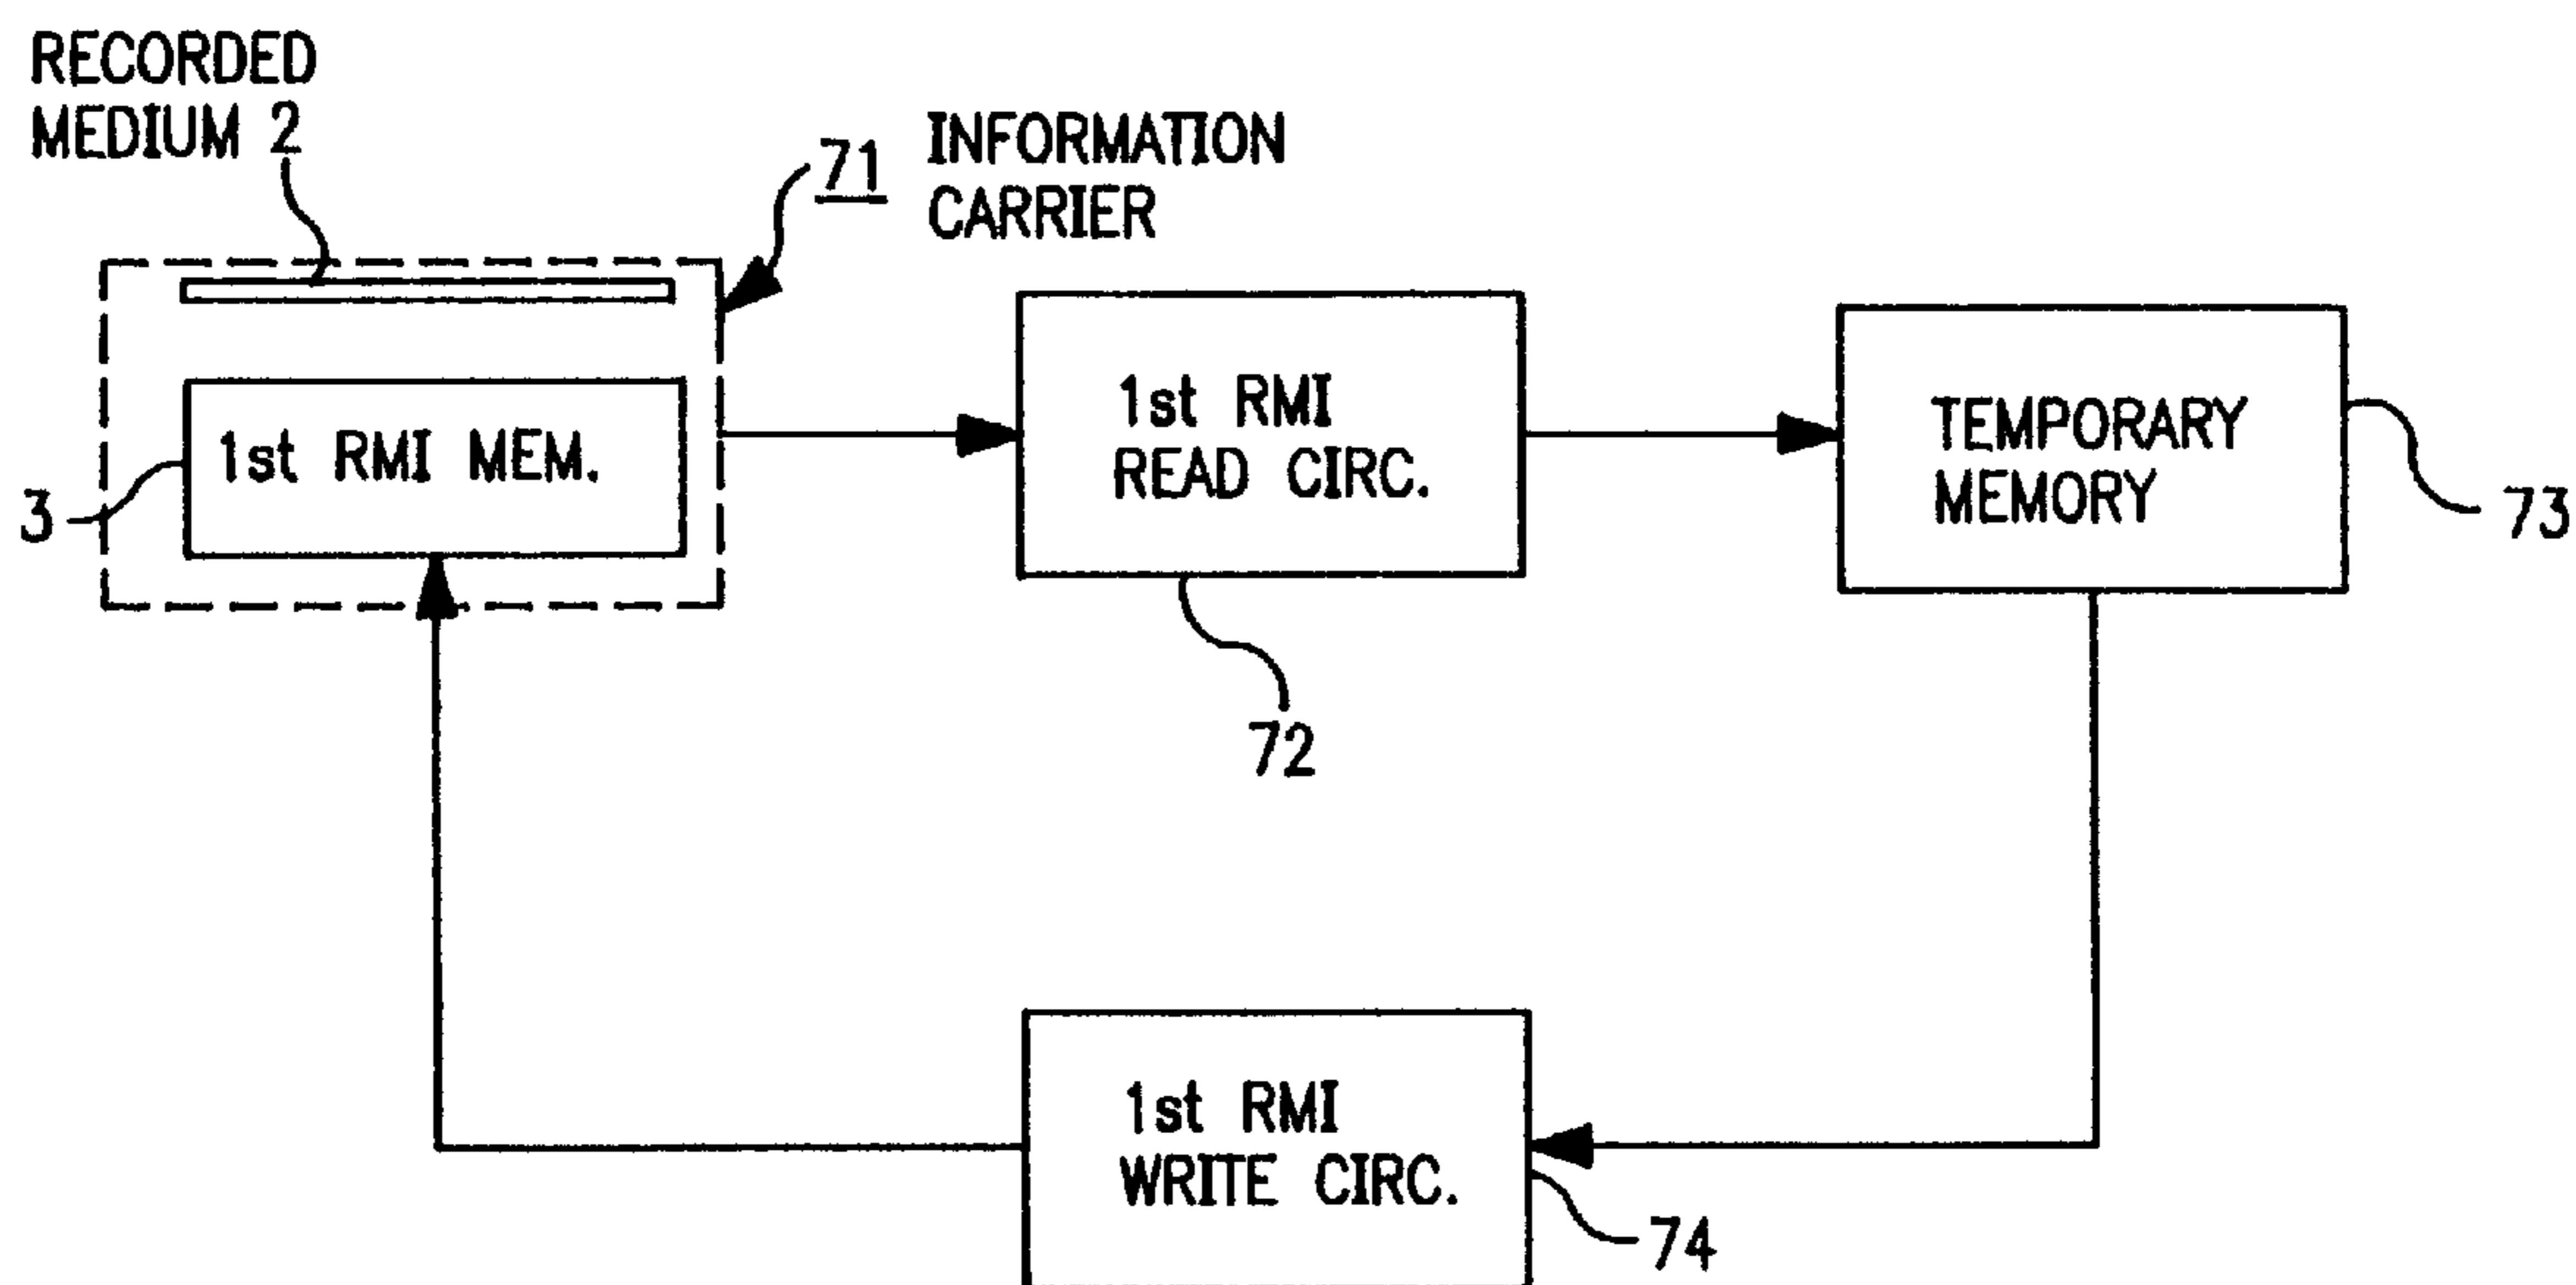 RECORDED
MEDIUM 2
71 INFORMATION
CARRIER
1st RMI MEM.
3
1st RMI
READ CIRC.
72
TEMPORARY
MEMORY
73
1st RMI
WRITE CIRC.
74